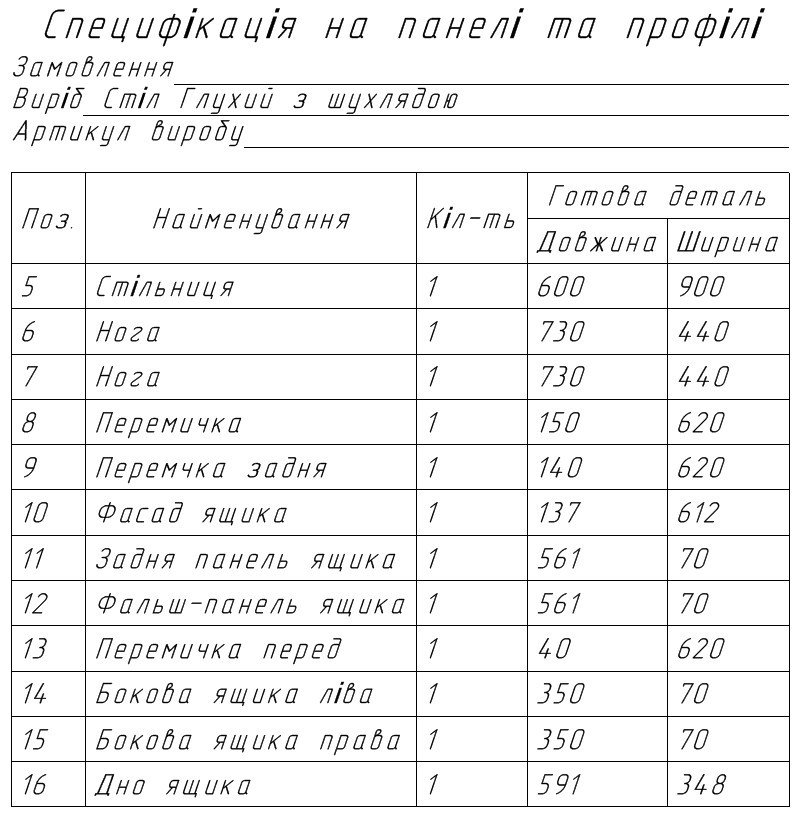 Специфікація на панелі та профілі
Замовлення
Виріб Стіл Глухий з шухлядою
Артикул виробу
Поз. Найменування Кіл-ть Готова деталь
Довжина Ширина
5 Стільниця 1 600 900
6 Нога 1 730 440
7 Нога 1 730 440
8 Перемичка 1 150 620
9 Перемчка задня 1 140 620
10 Фасад ящика 1 137 612
11 Задня панель ящика 1 561 70
12 Фальш-панель ящика 1 561 70
13 Перемичка перед 1 40 620
14 Бокова ящика ліва 1 350 70
15 Бокова ящика права 1 350 70
16 Дно ящика 1 591 348